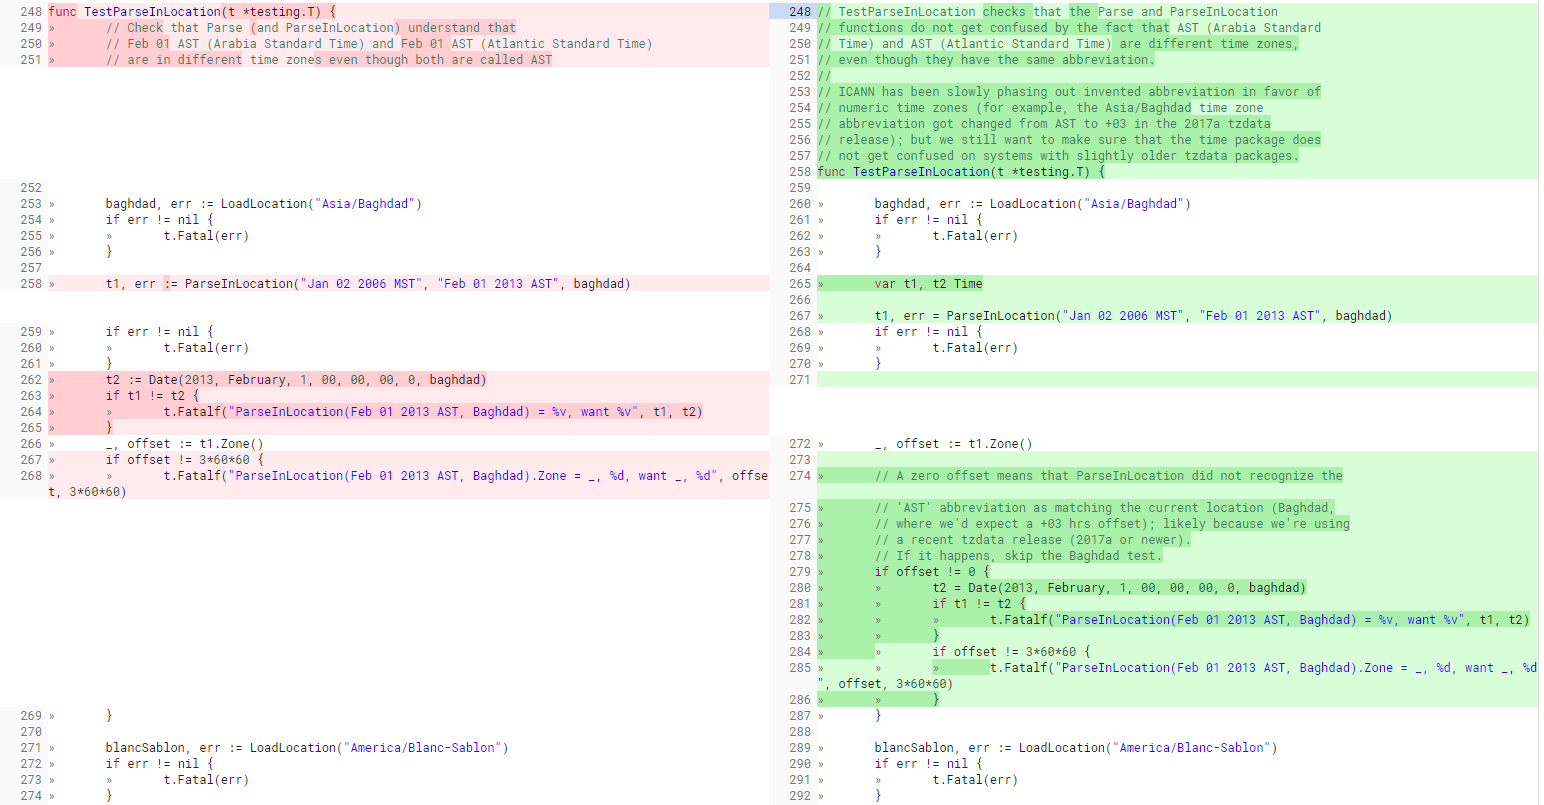 248 func TestParseInLocation(t *testing.T) {
249 » // Check that Parse (and ParseInLocation) understand that
250 » // Feb 01 AST (Arabia Standard Time) and Feb 01 AST (Atlantic Standard Time)
251 » // are in different time zones even though both are called AST
252
253 » baghdad, err := LoadLocation("Asia/Baghdad")
254 » if err != nil {
255 » » t.Fatal(err)
256 » }
257
258 » t1, err := ParseInLocation("Jan 02 2006 MST", "Feb 01 2013 AST", baghdad)
259 » if err != nil {
260 » » t.Fatal(err)
261 » }
262 » t2 := Date(2013, February, 1, 00, 00, 00, 0, baghdad)
263 » if t1 != t2 {
264 » » t.Fatalf("ParseInLocation(Feb 01 2013 AST, Baghdad) = %v, want %v", t1, t2)
265 » }
266 » _, offset := t1.Zone()
267 » if offset != 3*60*60 {
268 » » t.Fatalf("ParseInLocation(Feb 01 2013 AST, Baghdad).Zone = _, %d, want _, %d", offse
t, 3*60*60)
269 » }
270
271 » blancSablon, err := LoadLocation("America/Blanc-Sablon")
272 » if err != nil {
273 » » t.Fatal(err)
274 » }
248 // TestParseInLocation checks that the Parse and ParseInLocation
249 // functions do not get confused by the fact that AST (Arabia Standard
250 // Time) and AST (Atlantic Standard Time) are different time zones,
251 // even though they have the same abbreviation.
252 //
253 // ICANN has been slowly phasing out invented abbreviation in favor of
254 // numeric time zones (for example, the Asia/Baghdad time zone
255 // abbreviation got changed from AST to +03 in the 2017a tzdata
256 // release); but we still want to make sure that the time package does
257 // not get confused on systems with slightly older tzdata packages.
258 func TestParseInLocation(t *testing.T) {
259
260 » baghdad, err := LoadLocation("Asia/Baghdad")
261 » if err != nil {
262 » » t.Fatal(err)
263 » }
264
265 » var t1, t2 Time
266
267 » t1, err = ParseInLocation("Jan 02 2006 MST", "Feb 01 2013 AST", baghdad)
268 » if err != nil {
269 » » t.Fatal(err)
270 » }
271
272 » _, offset := t1.Zone()
273
274 » // A zero offset means that ParseInLocation did not recognize the
275 » // 'AST' abbreviation as matching the current location (Baghdad,
276 » // where we'd expect a +03 hrs offset); likely because we're using
277 » // a recent tzdata release (2017a or newer).
278 » // If it happens, skip the Baghdad test.
279 » if offset != 0 {
280 » » t2 = Date(2013, February, 1, 00, 00, 00, 0, baghdad)
281 » » if t1 != t2 {
282 » » » t.Fatalf("ParseInLocation(Feb 01 2013 AST, Baghdad) = %v, want %v", t1, t2)
283 » » }
284 » » if offset != 3*60*60 {
285 » » » t.Fatalf("ParseInLocation(Feb 01 2013 AST, Baghdad).Zone = _, %d, want _, %d
", offset, 3*60*60)
286 » » }
287 » }
288
289 » blancSablon, err := LoadLocation("America/Blanc-Sablon")
290 » if err != nil {
291 » » t.Fatal(err)
292 » }